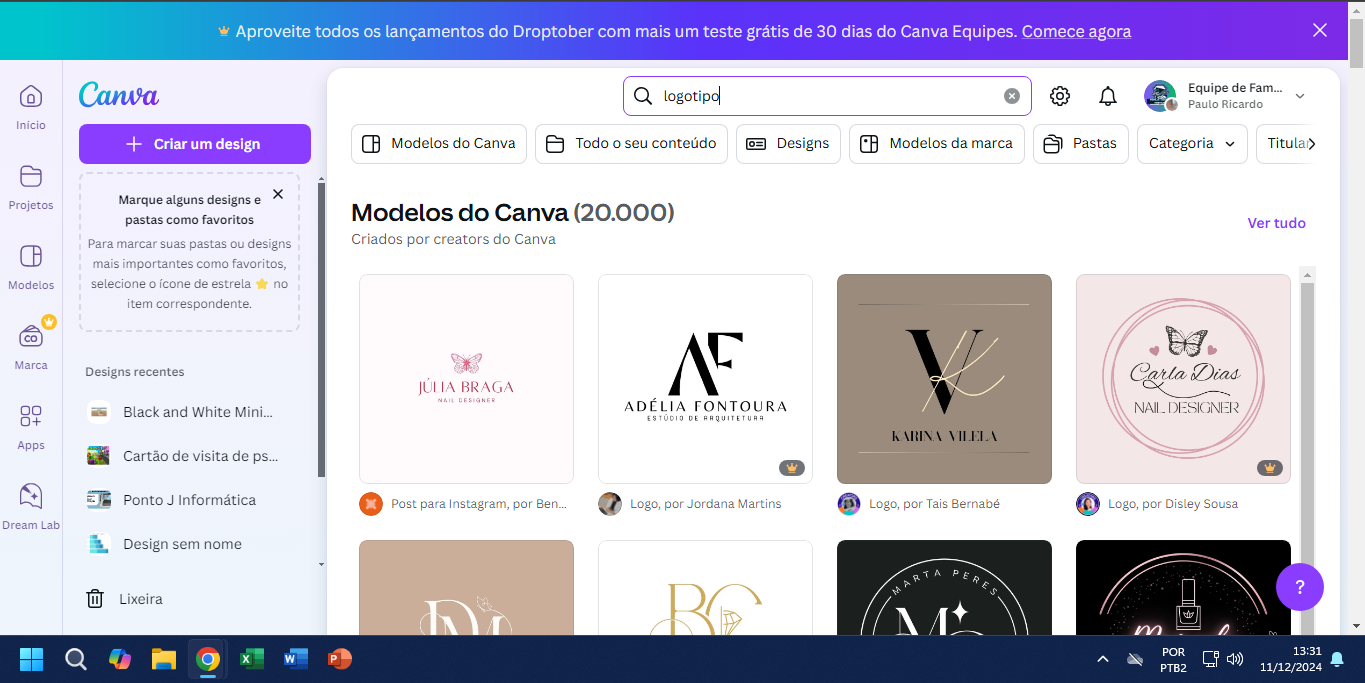 Aproveite todos os lançamentos do Droptober com mais um teste grátis de 30 dias do Canva Equipes. Comece agora
Início
Projetos
Modelos
Marca
Apps
Dream Lab
Canva
Criar um design
Marque alguns designs e
pastas como favoritos
Para marcar suas pastas ou designs
mais importantes como favoritos,
selecione o ícone de estrela ⭐ no
item correspondente.
Designs recentes
Black and White Mini...
Cartão de visita de ps...
Ponto J Informática
Design sem nome
Lixeira
logotipo
Equipe de Fam...
Paulo Ricardo
Modelos do Canva
Todo o seu conteúdo
Designs
Modelos da marca
Pastas
Categoria
Modelos do Canva (20.000)
Criados por creators do Canva
Ver tudo
JÚLIA BRAGA
NAIL DESIGNER
Post para Instagram, por Ben...
AF
ADÉLIA FONTOURA
ESTÚDIO DE ARQUITETURA
Logo, por Jordana Martins
VK
KARINA VILELA
Logo, por Tais Bernabé
Carla Dias
NAIL DESIGNER
Logo, por Disley Sousa
BC
MARTA PERES
?
POR
PTB2
13:31
11/12/2024